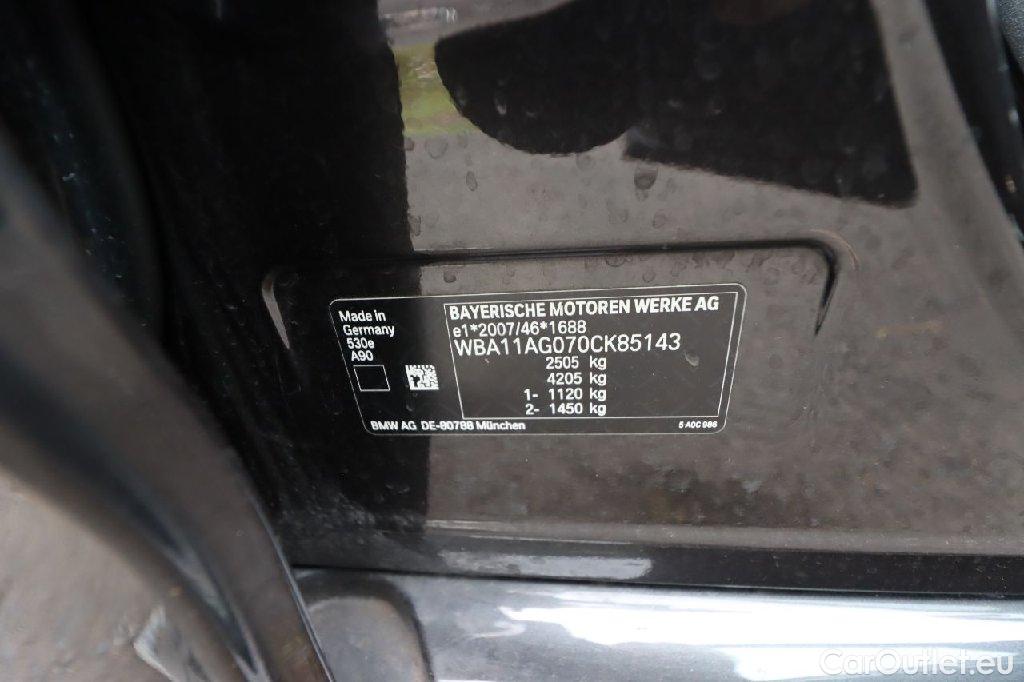 Made in
Germany
530e
A90
BAYERISCHE MOTOREN WERKE AG
e1*2007/46*1688
WBA11AG070CK85143
2505 kg
4205 kg
1- 1120 kg
2- 1450 kg
BMW AG DE-80788 München
5 A0C 986
CarOutlet.eu